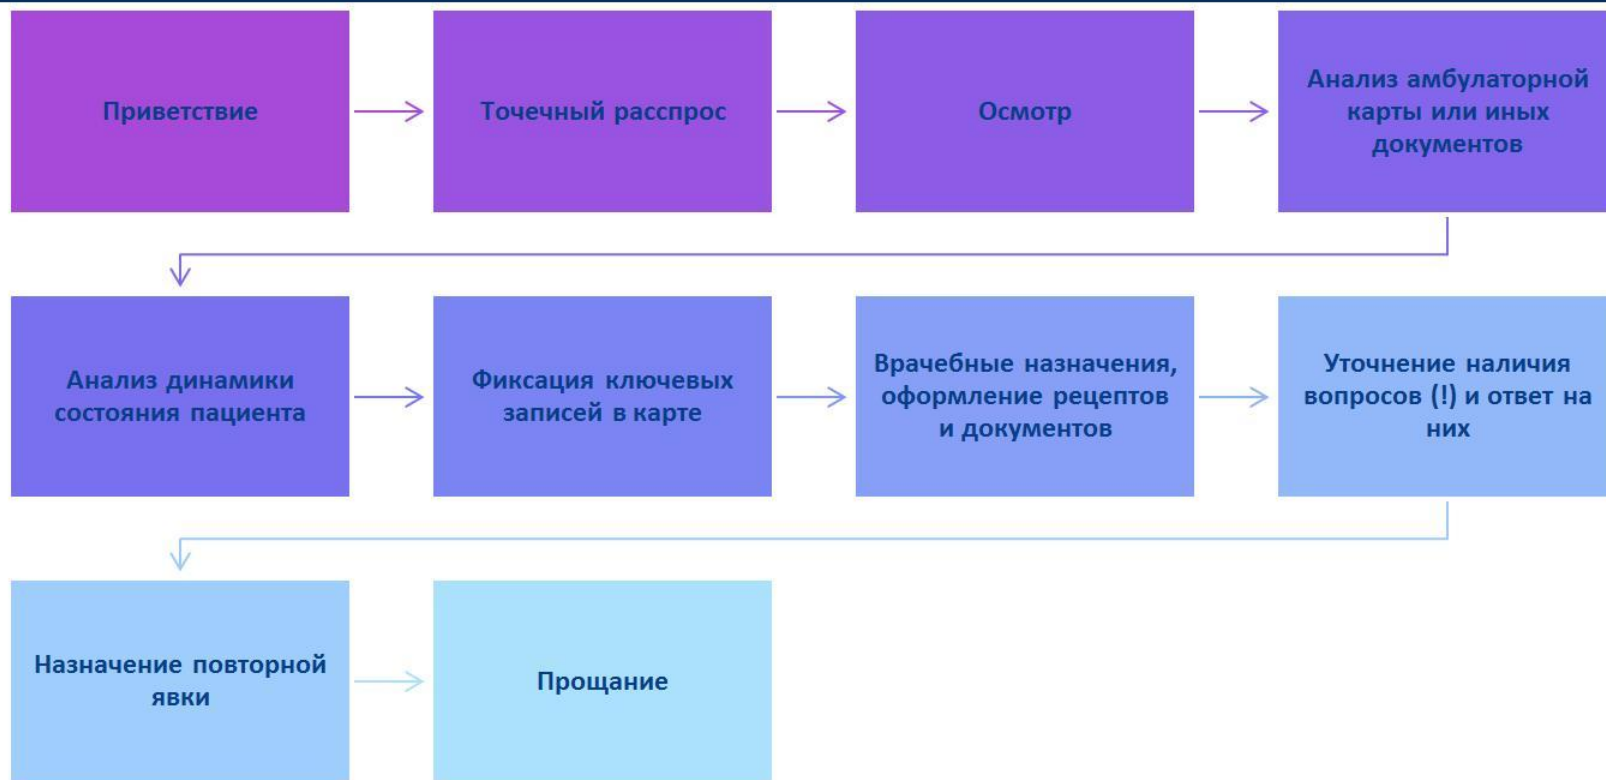 Приветствие
Точечный расспрос
Осмотр
Анализ амбулаторной
карты или иных
документов
Анализ динамики
состояния пациента
Фиксация ключевых
записей в карте
Врачебные назначения,
оформление рецептов
и документов
Уточнение наличия
вопросов (!) и ответ на
них
Назначение повторной
явки
Прощание